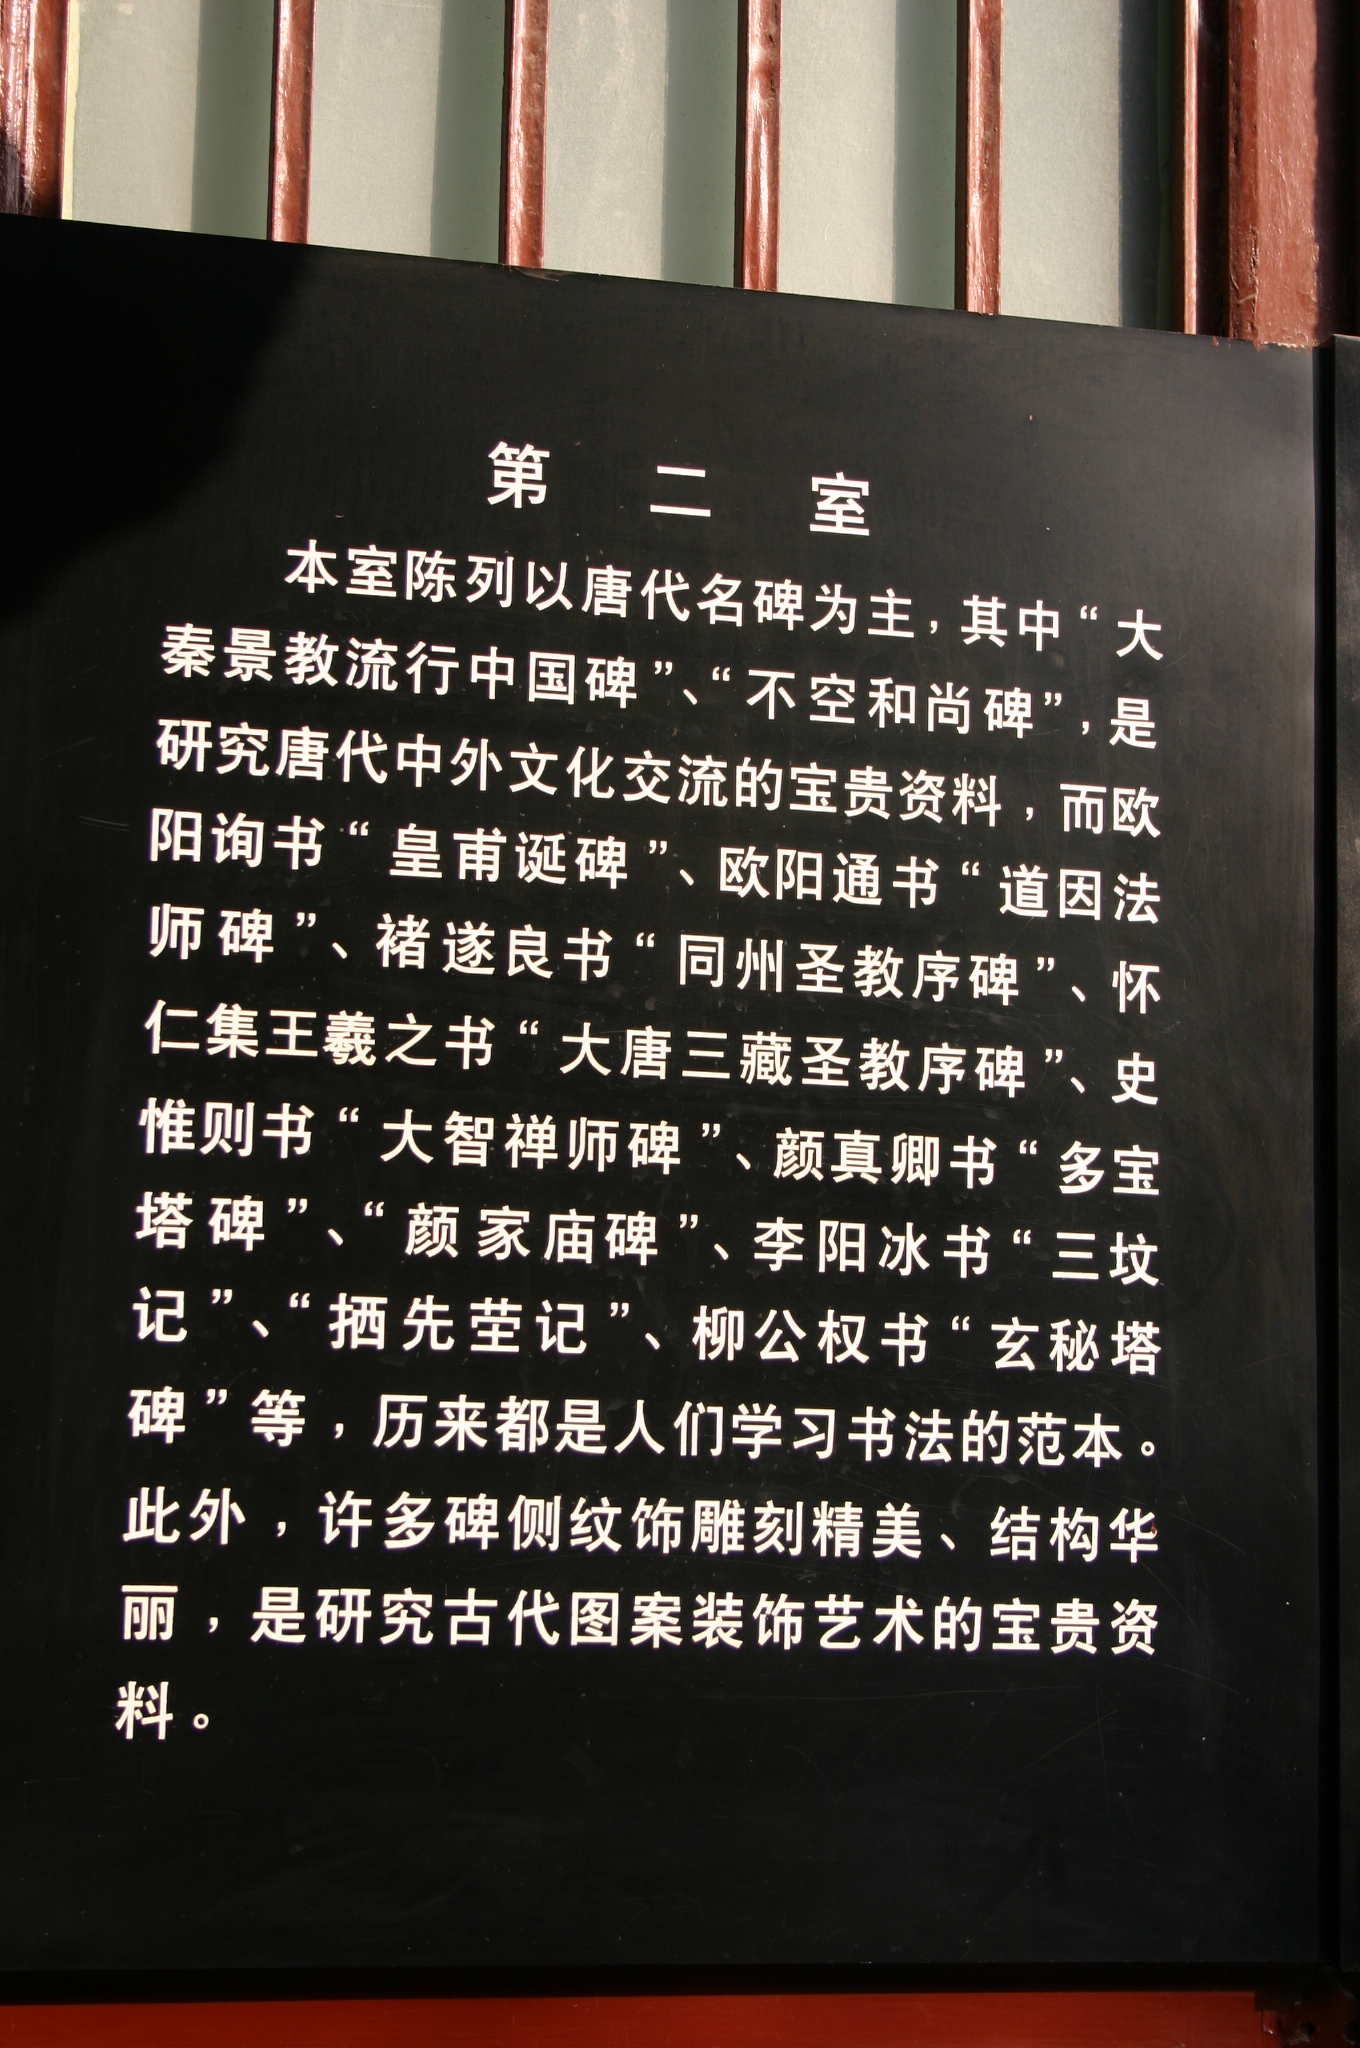 第二室
本室陈列以唐代名碑为主，其中“大
秦景教流行中国碑”、“不空和尚碑”，是
研究唐代中外文化交流的宝贵资料，而欧
阳询书“皇甫诞碑”、欧阳通书“道因法
师碑”、褚遂良书“同州圣教序碑”、怀
仁集王羲之书“大唐三藏圣教序碑”、史
惟则书“大智禅师碑”、颜真卿书“多宝
塔碑”、“颜家庙碑”、李阳冰书“三坟
记”、“拪先茔记”、柳公权书“玄秘塔
碑”等，历来都是人们学习书法的范本。
此外，许多碑侧纹饰雕刻精美、结构华
丽，是研究古代图案装饰艺术的宝贵资
料。